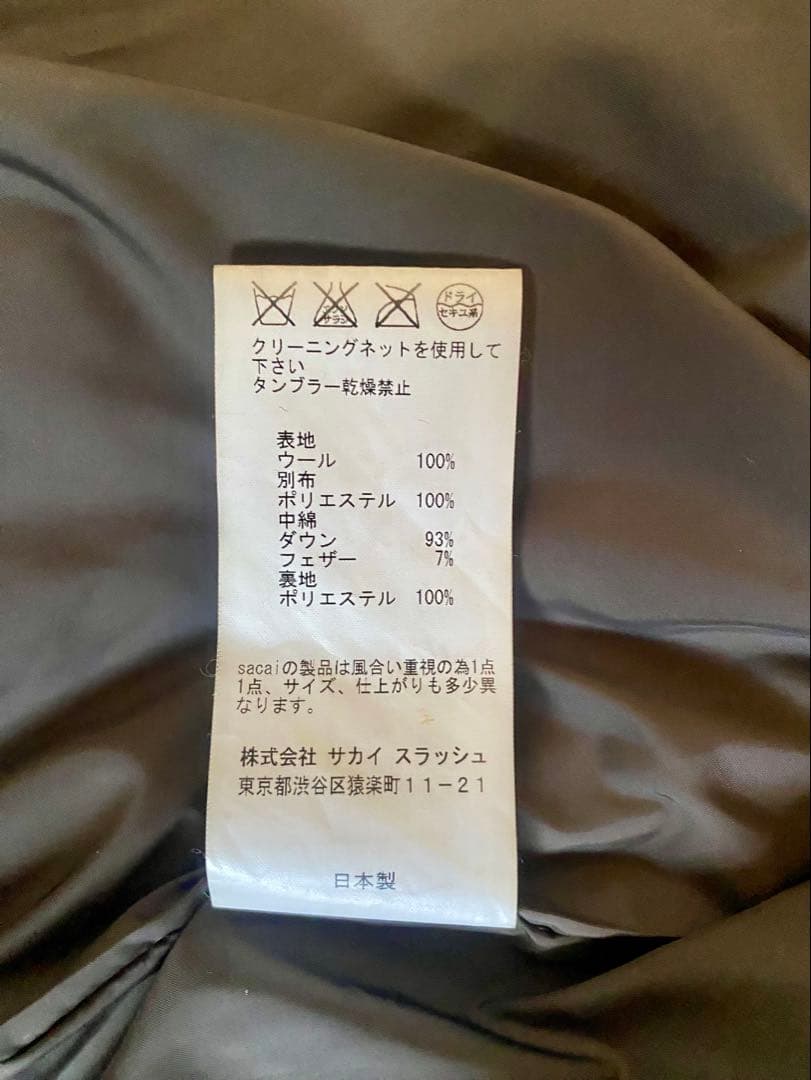 ドライ
セキユ系
クリーニングネットを使用して
下さい
タンブラー乾燥禁止
表地
ウール 100%
別布
ポリエステル 100%
中綿
ダウン 93%
フェザー 7%
裏地
ポリエステル 100%
sacaiの製品は風合い重視の為1点
1点、サイズ、仕上がりも多少異
なります。
株式会社 サカイ スラッシュ
東京都渋谷区猿楽町11-21
日本製